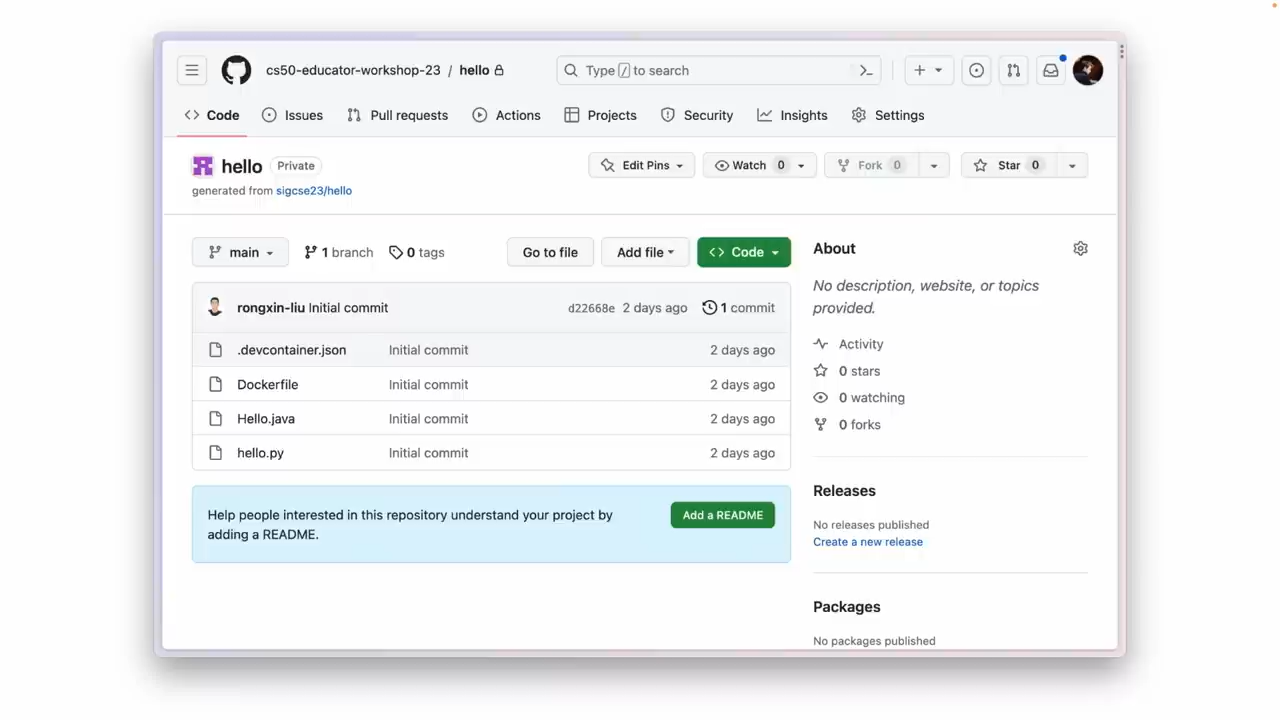 cs50-educator-workshop-23 / hello
Type / to search
Code Issues Pull requests Actions Projects Security Insights Settings
hello Private
Edit Pins Watch 0 Fork 0 Star 0
generated from sigcse23/hello
main 1 branch 0 tags Go to file Add file Code
rongxin-liu Initial commit d22668e 2 days ago 1 commit
.devcontainer.json Initial commit 2 days ago
Dockerfile Initial commit 2 days ago
Hello.java Initial commit 2 days ago
hello.py Initial commit 2 days ago
Help people interested in this repository understand your project by
adding a README.
Add a README
About
No description, website, or topics
provided.
Activity
0 stars
0 watching
0 forks
Releases
No releases published
Create a new release
Packages
No packages published